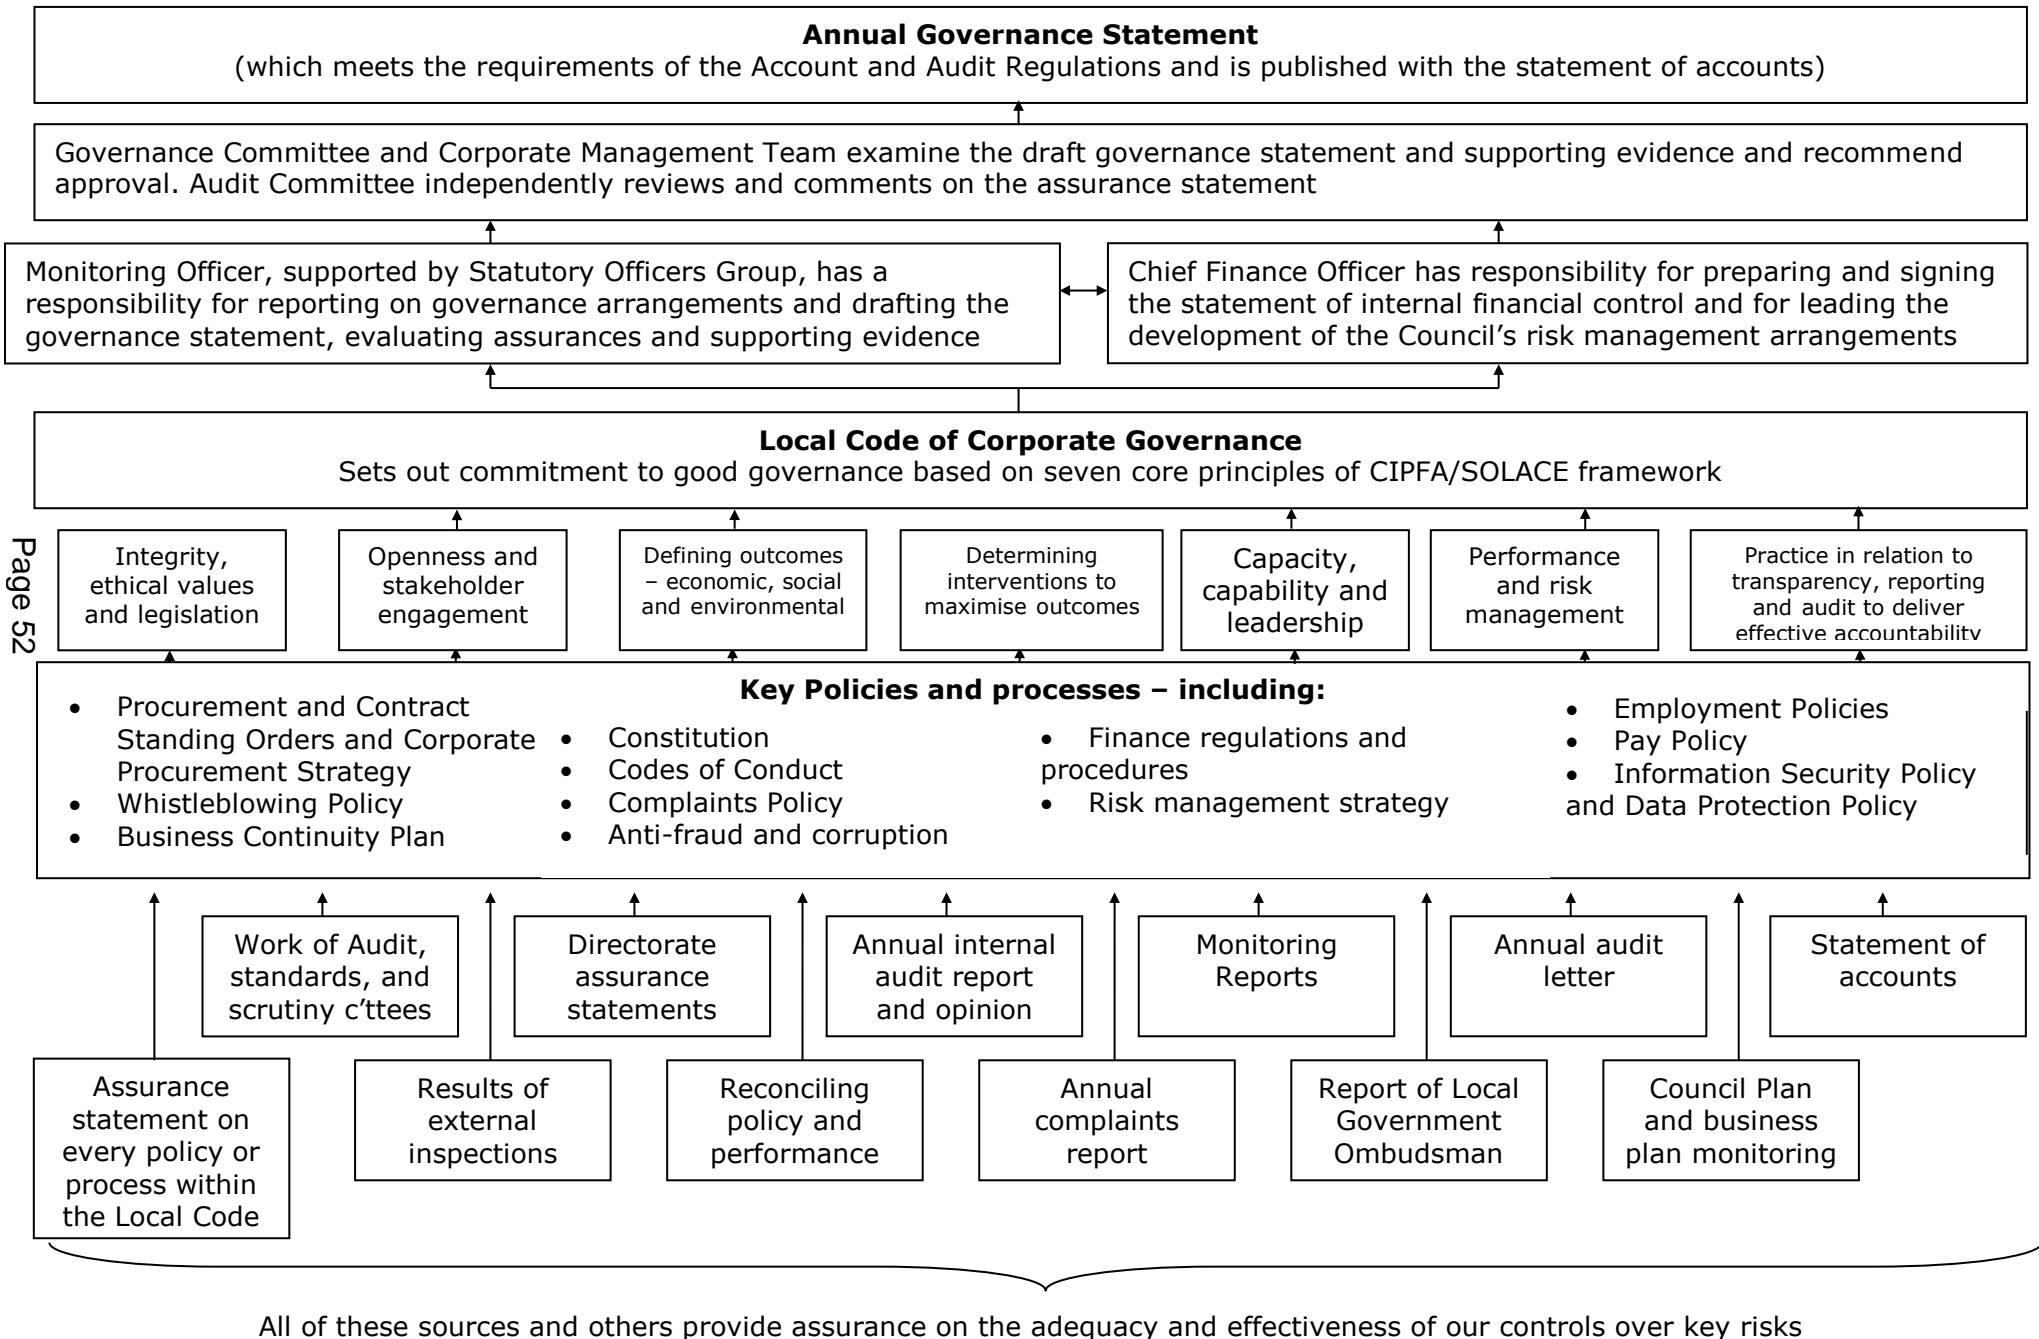 Annual Governance Statement
(which meets the requirements of the Account and Audit Regulations and is published with the statement of accounts)
Governance Committee and Corporate Management Team examine the draft governance statement and supporting evidence and recommend
approval. Audit Committee independently reviews and comments on the assurance statement
Monitoring Officer, supported by Statutory Officers Group, has a
responsibility for reporting on governance arrangements and drafting the
governance statement, evaluating assurances and supporting evidence
Chief Finance Officer has responsibility for preparing and signing
the statement of internal financial control and for leading the
development of the Council’s risk management arrangements
Local Code of Corporate Governance
Sets out commitment to good governance based on seven core principles of CIPFA/SOLACE framework
Page 52
Integrity,
ethical values
and legislation
Openness and
stakeholder
engagement
Defining outcomes
– economic, social
and environmental
Determining
interventions to
maximise outcomes
Capacity,
capability and
leadership
Performance
and risk
management
Practice in relation to
transparency, reporting
and audit to deliver
effective accountability
Key Policies and processes – including:
• Procurement and Contract
Standing Orders and Corporate
Procurement Strategy
• Whistleblowing Policy
• Business Continuity Plan
• Constitution
• Codes of Conduct
• Complaints Policy
• Anti-fraud and corruption
• Finance regulations and
procedures
• Risk management strategy
• Employment Policies
• Pay Policy
• Information Security Policy
and Data Protection Policy
Work of Audit,
standards, and
scrutiny c’ttees
Directorate
assurance
statements
Annual internal
audit report
and opinion
Monitoring
Reports
Annual audit
letter
Statement of
accounts
Assurance
statement on
every policy or
process within
the Local Code
Results of
external
inspections
Reconciling
policy and
performance
Annual
complaints
report
Report of Local
Government
Ombudsman
Council Plan
and business
plan monitoring
All of these sources and others provide assurance on the adequacy and effectiveness of our controls over key risks